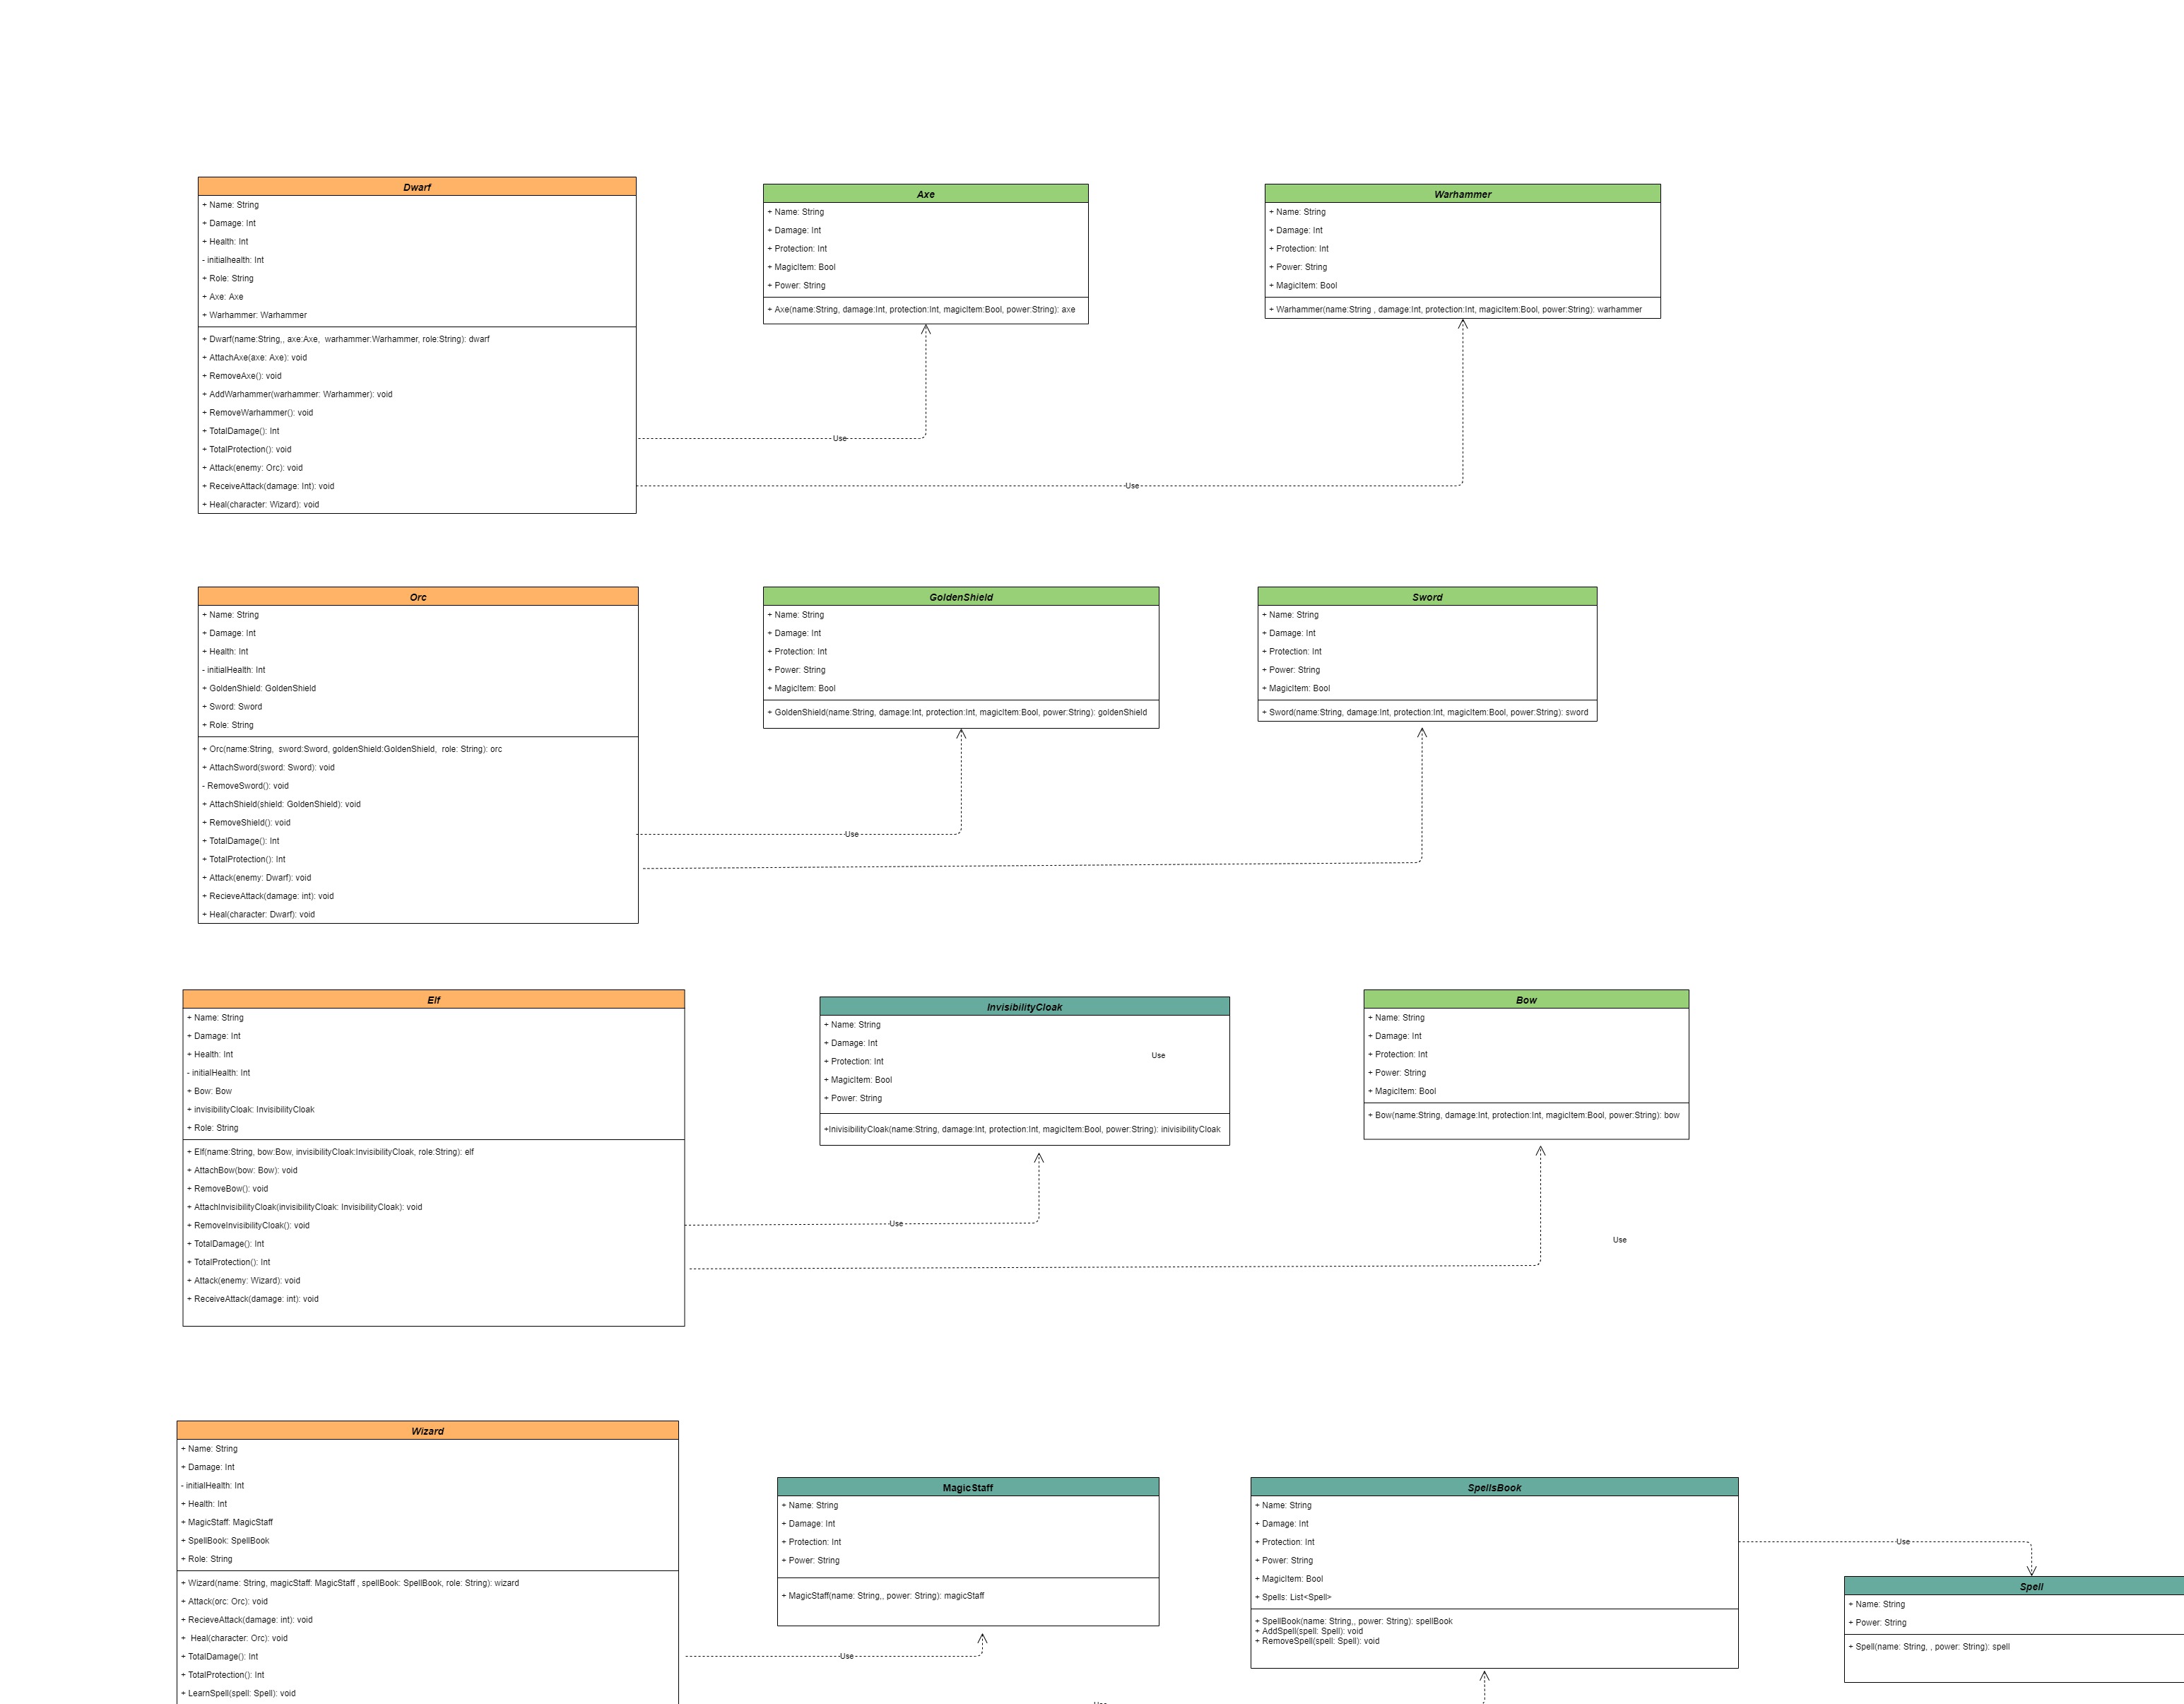 Dwarf
+ Name: String
+ Damage: Int
+ Health: Int
- initialhealth: Int
+ Role: String
+ Axe: Axe
+ Warhammer: Warhammer
+ Dwarf(name:String,, axe:Axe,  warhammer:Warhammer, role:String): dwarf
+ AttachAxe(axe: Axe): void
+ RemoveAxe(): void
+ AddWarhammer(warhammer: Warhammer): void
+ RemoveWarhammer(): void
+ TotalDamage(): Int
+ TotalProtection(): void
+ Attack(enemy: Orc): void
+ ReceiveAttack(damage: Int): void
+ Heal(character: Wizard): void
Axe
+ Name: String
+ Damage: Int
+ Protection: Int
+ MagicItem: Bool
+ Power: String
+ Axe(name:String, damage:Int, protection:Int, magicItem:Bool, power:String): axe
Warhammer
+ Name: String
+ Damage: Int
+ Protection: Int
+ Power: String
+ MagicItem: Bool
+ Warhammer(name:String , damage:Int, protection:Int, magicItem:Bool, power:String): warhammer
Use
Use
Orc
+ Name: String
+ Damage: Int
+ Health: Int
- initialHealth: Int
+ GoldenShield: GoldenShield
+ Sword: Sword
+ Role: String
+ Orc(name:String,  sword:Sword, goldenShield:GoldenShield,  role: String): orc
+ AttachSword(sword: Sword): void
- RemoveSword(): void
+ AttachShield(shield: GoldenShield): void
+ RemoveShield(): void
+ TotalDamage(): Int
+ TotalProtection(): Int
+ Attack(enemy: Dwarf): void
+ RecieveAttack(damage: int): void
+ Heal(character: Dwarf): void
GoldenShield
+ Name: String
+ Damage: Int
+ Protection: Int
+ Power: String
+ MagicItem: Bool
+ GoldenShield(name:String, damage:Int, protection:Int, magicItem:Bool, power:String): goldenShield
Sword
+ Name: String
+ Damage: Int
+ Protection: Int
+ Power: String
+ MagicItem: Bool
+ Sword(name:String, damage:Int, protection:Int, magicItem:Bool, power:String): sword
Use
Elf
+ Name: String
+ Damage: Int
+ Health: Int
- initialHealth: Int
+ Bow: Bow
+ invisibilityCloak: InvisibilityCloak
+ Role: String
+ Elf(name:String, bow:Bow, invisibilityCloak:InvisibilityCloak, role:String): elf
+ AttachBow(bow: Bow): void
+ RemoveBow(): void
+ AttachInvisibilityCloak(invisibilityCloak: InvisibilityCloak): void
+ RemoveInvisibilityCloak(): void
+ TotalDamage(): Int
+ TotalProtection(): Int
+ Attack(enemy: Wizard): void
+ ReceiveAttack(damage: int): void
InvisibilityCloak
+ Name: String
+ Damage: Int
+ Protection: Int
Use
+ MagicItem: Bool
+ Power: String
+InivisibilityCloak(name:String, damage:Int, protection:Int, magicItem:Bool, power:String): inivisibilityCloak
Bow
+ Name: String
+ Damage: Int
+ Protection: Int
+ Power: String
+ MagicItem: Bool
+ Bow(name:String, damage:Int, protection:Int, magicItem:Bool, power:String): bow
Use
Use
Wizard
+ Name: String
+ Damage: Int
- initialHealth: Int
+ Health: Int
+ MagicStaff: MagicStaff
+ SpellBook: SpellBook
+ Role: String
+ Wizard(name: String, magicStaff: MagicStaff , spellBook: SpellBook, role: String): wizard
+ Attack(orc: Orc): void
+ RecieveAttack(damage: int): void
+  Heal(character: Orc): void
+ TotalDamage(): Int
+ TotalProtection(): Int
+ LearnSpell(spell: Spell): void
MagicStaff
+ Name: String
+ Damage: Int
+ Protection: Int
+ Power: String
+ MagicStaff(name: String,, power: String): magicStaff
SpellsBook
+ Name: String
+ Damage: Int
+ Protection: Int
+ Power: String
+ MagicItem: Bool
+ Spells: List<Spell>
+ SpellBook(name: String,, power: String): spellBook
+ AddSpell(spell: Spell): void
+ RemoveSpell(spell: Spell): void
Use
Spell
+ Name: String
+ Power: String
+ Spell(name: String, , power: String): spell
Use